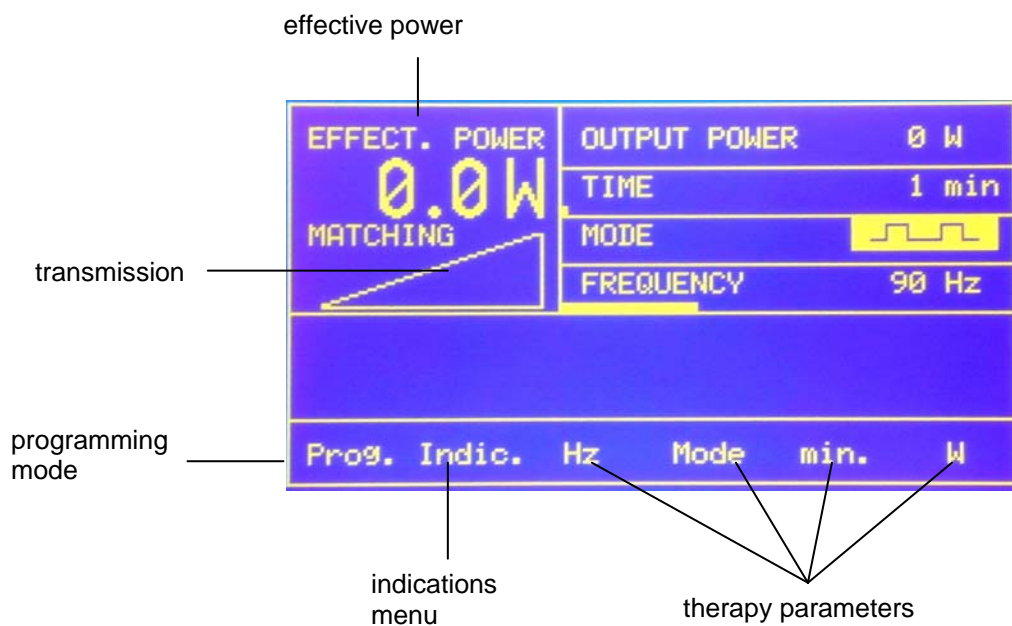 effective power
EFFECT. POWER
0.0 W
MATCHING
OUTPUT POWER 0 W
TIME 1 min
MODE
FREQUENCY 90 Hz
transmission
programming
mode
Prog. Indic. Hz Mode min. W
indications
menu
therapy parameters